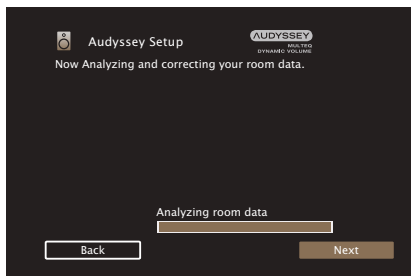 Audyssey Setup
AUDYSSEY
MULTEQ
DYNAMIC VOLUME
Now Analyzing and correcting your room data.
Analyzing room data
Back
Next